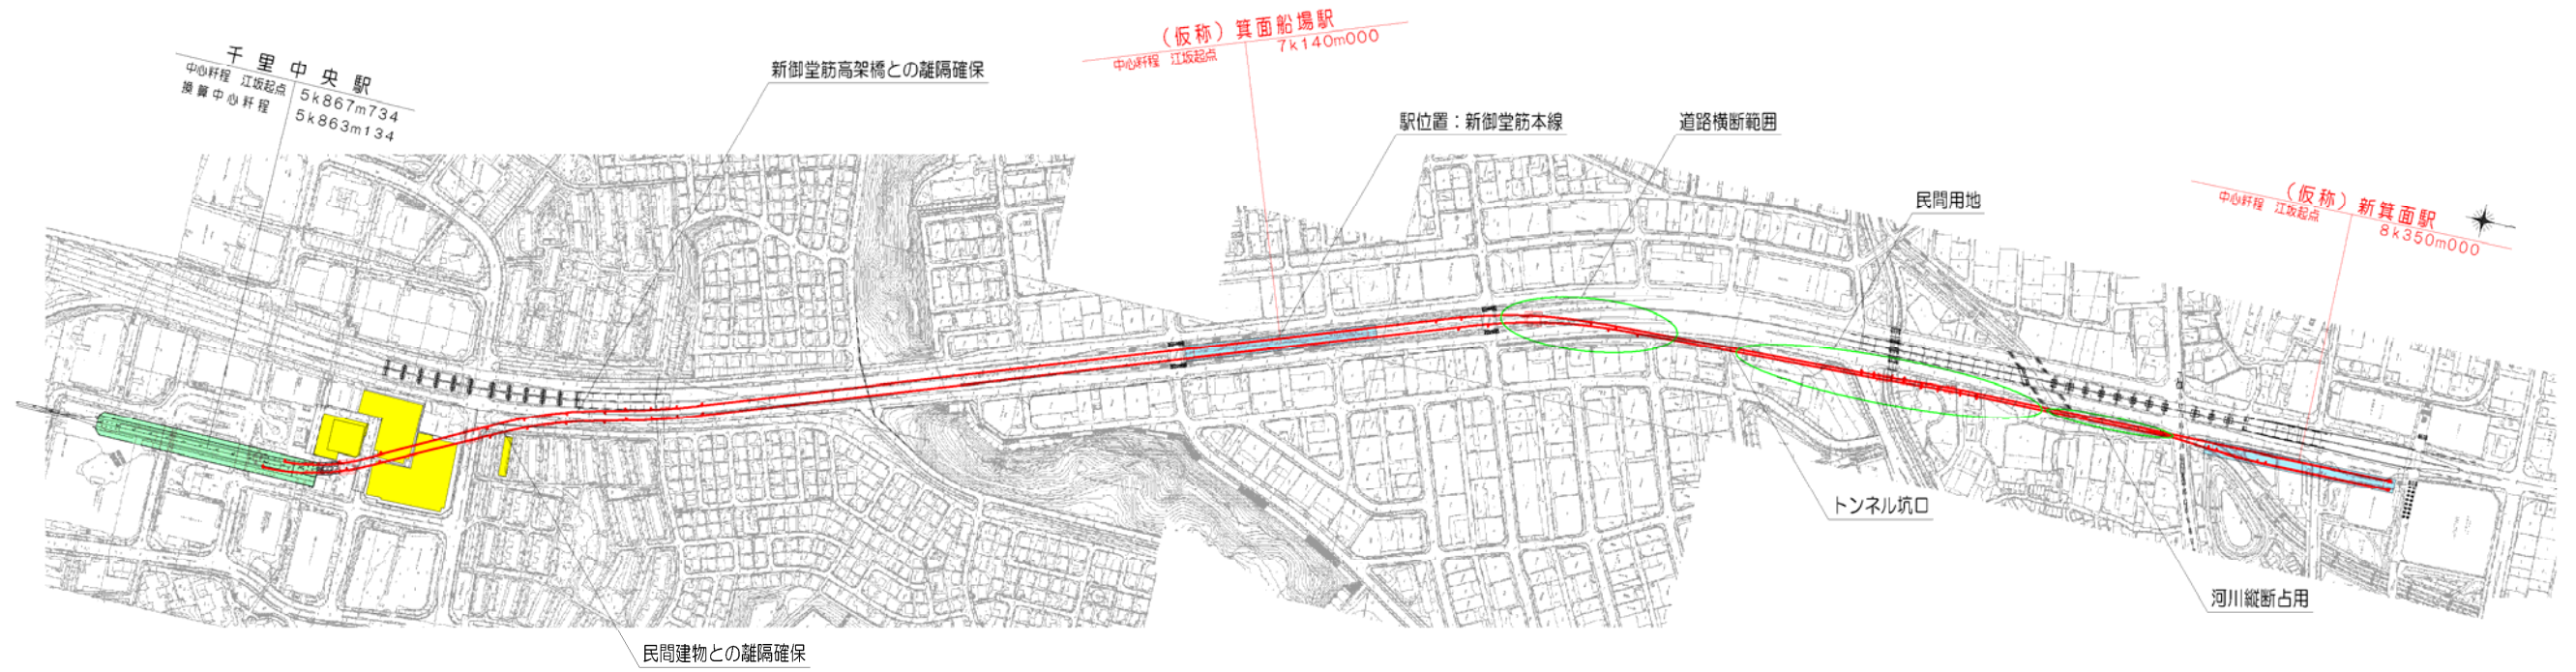 千里中央駅
中心粁程 江坂起点 5k867m734
換算中心粁程 5k863m134
新御堂筋高架橋との離隔確保
（仮称）箕面船場駅
中心粁程 江坂起点 7k140m000
駅位置：新御堂筋本線
道路横断範囲
民間用地
（仮称）新箕面駅
中心粁程 江坂起点 8k350m000
トンネル坑口
河川縦断占用
民間建物との離隔確保